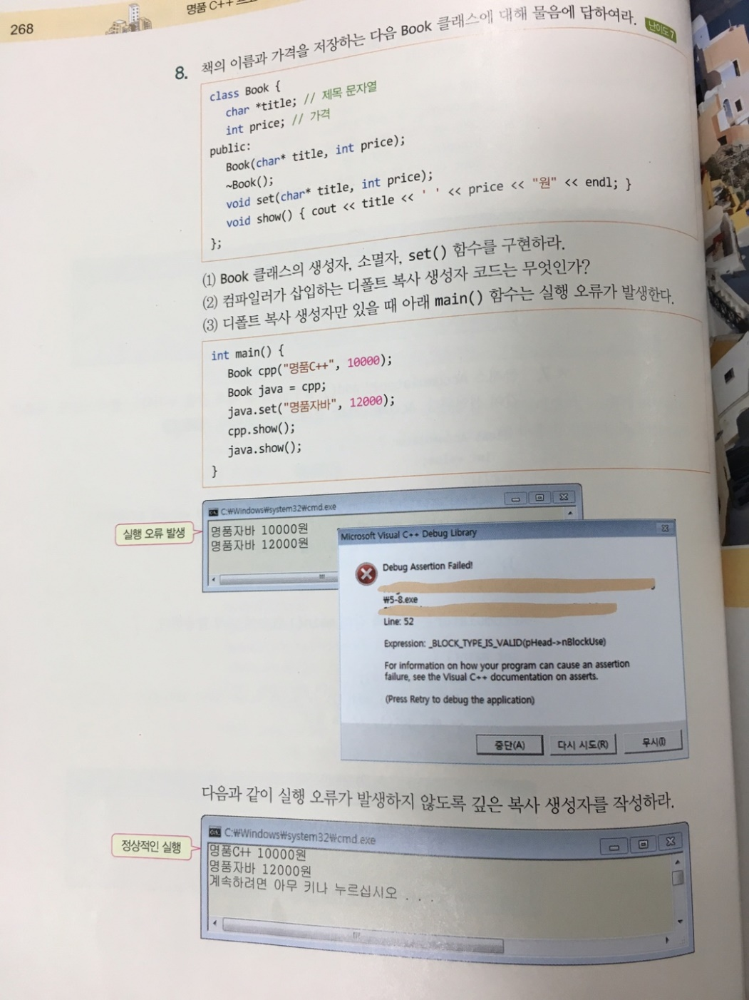 268
명품 C++
8. 책의 이름과 가격을 저장하는 다음 Book 클래스에 대해 물음에 답하여라. 난이도 7
class Book {
char *title; // 제목 문자열
int price; // 가격
public:
Book(char* title, int price);
~Book();
void set(char* title, int price);
void show() { cout << title << ' ' << price << "원" << endl; }
};
(1) Book 클래스의 생성자, 소멸자, set() 함수를 구현하라.
(2) 컴파일러가 삽입하는 디폴트 복사 생성자 코드는 무엇인가?
(3) 디폴트 복사 생성자만 있을 때 아래 main() 함수는 실행 오류가 발생한다.
int main() {
Book cpp("명품C++", 10000);
Book java = cpp;
java.set("명품자바", 12000);
cpp.show();
java.show();
}
C:₩Windows₩system32₩cmd.exe
실행 오류 발생
명품자바 10000원
명품자바 12000원
Microsoft Visual C++ Debug Library
Debug Assertion Failed!
₩5-8.exe
Line: 52
Expression: _BLOCK_TYPE_IS_VALID(pHead->nBlockUse)
For information on how your program can cause an assertion
failure, see the Visual C++ documentation on asserts.
(Press Retry to debug the application)
중단(A) 다시 시도(R) 무시(I)
다음과 같이 실행 오류가 발생하지 않도록 깊은 복사 생성자를 작성하라.
C:₩Windows₩system32₩cmd.exe
정상적인 실행
명품C++ 10000원
명품자바 12000원
계속하려면 아무 키나 누르십시오 . . .